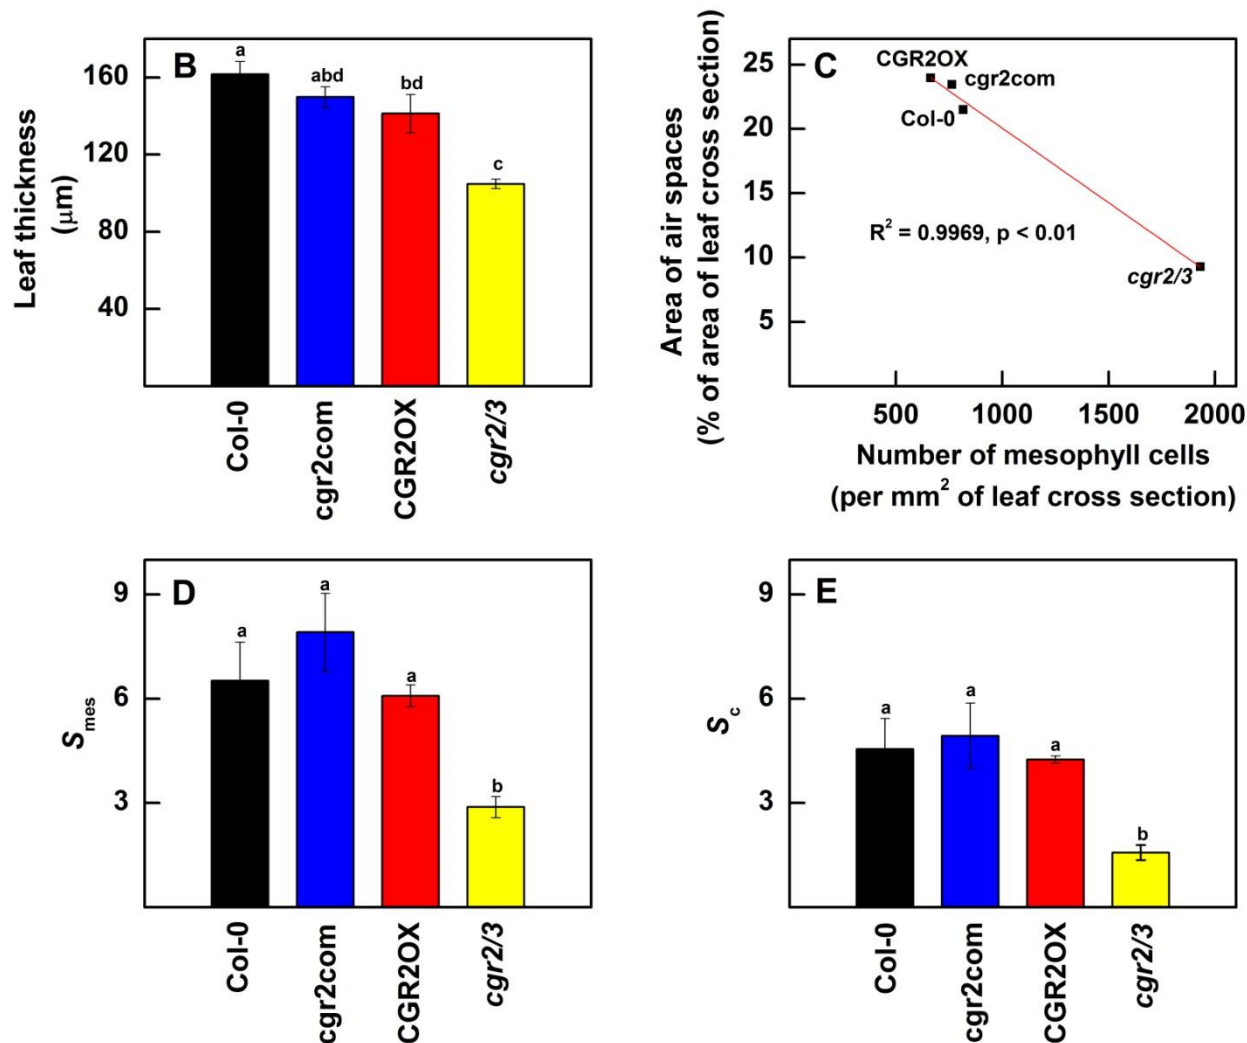 B
Leaf thickness
(μm)
160
120
80
40
a
abd
bd
c
Col-0
cgr2com
CGR2OX
cgr2/3
C
Area of air spaces
(% of area of leaf cross section)
25
20
15
10
5
CGR2OX
cgr2com
Col-0
R² = 0.9969, p < 0.01
cgr2/3
500 1000 1500 2000
Number of mesophyll cells
(per mm² of leaf cross section)
D
Smes
9
6
3
a
a
a
b
Col-0
cgr2com
CGR2OX
cgr2/3
E
Sc
9
6
3
a
a
a
b
Col-0
cgr2com
CGR2OX
cgr2/3